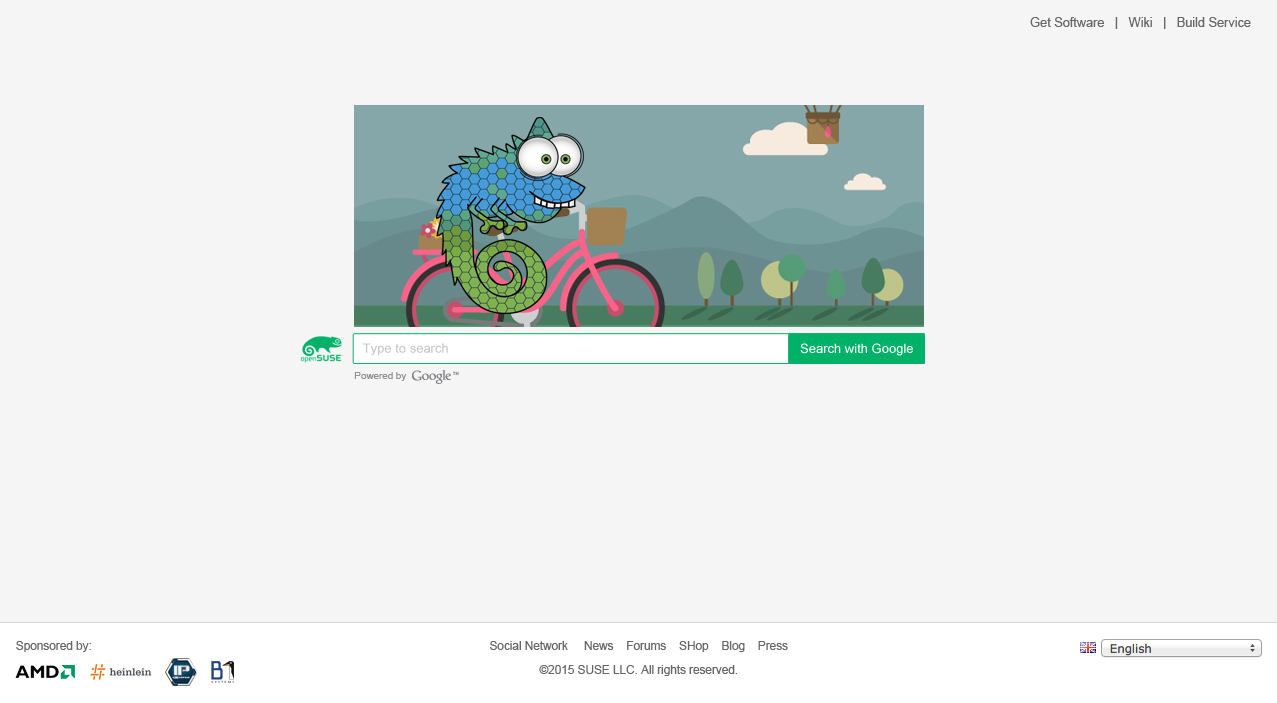 Get Software | Wiki | Build Service
openSUSE
Type to search
Search with Google
Powered by Google™
Sponsored by:
AMD
heinlein
IP
B1
SYSTEMS
Social Network News Forums SHop Blog Press
©2015 SUSE LLC. All rights reserved.
English